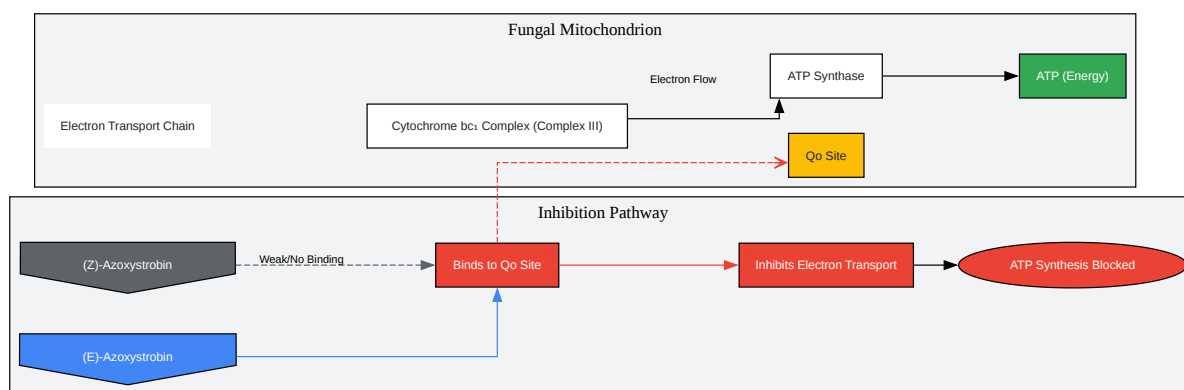 Fungal Mitochondrion
Electron Flow
ATP Synthase
ATP (Energy)
Electron Transport Chain
Cytochrome bc₁ Complex (Complex III)
Qo Site
Inhibition Pathway
(Z)-Azoxystrobin
Weak/No Binding
Binds to Qo Site
Inhibits Electron Transport
ATP Synthesis Blocked
(E)-Azoxystrobin